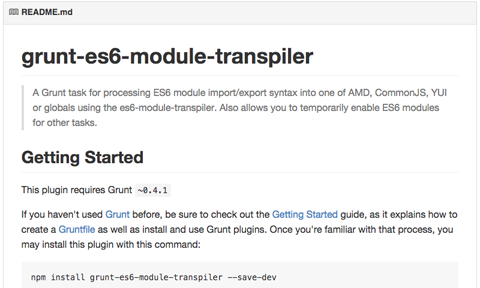 README.md
grunt-es6-module-transpiler
A Grunt task for processing ES6 module import/export syntax into one of AMD, CommonJS, YUI
or globals using the es6-module-transpiler. Also allows you to temporarily enable ES6 modules
for other tasks.
Getting Started
This plugin requires Grunt ~0.4.1
If you haven't used Grunt before, be sure to check out the Getting Started guide, as it explains how to
create a Gruntfile as well as install and use Grunt plugins. Once you're familiar with that process, you
may install this plugin with this command:
npm install grunt-es6-module-transpiler --save-dev